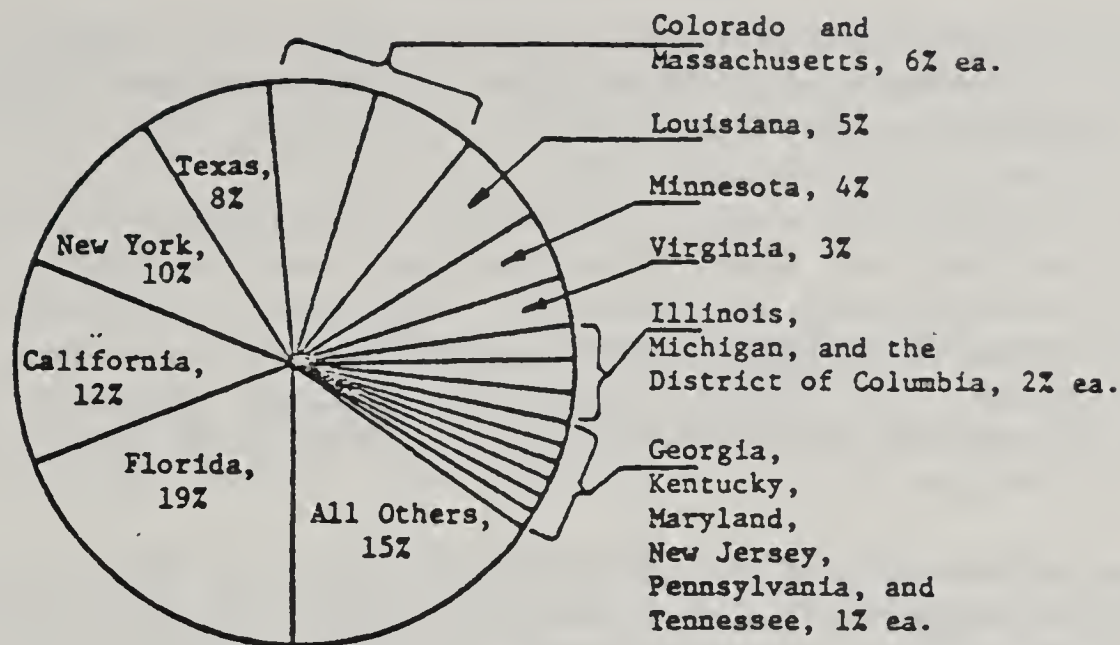 Colorado and
Massachusetts, 6% ea.
Louisiana, 5%
Minnesota, 4%
Virginia, 3%
Illinois,
Michigan, and the
District of Columbia, 2% ea.
Georgia,
Kentucky,
Maryland,
New Jersey,
Pennsylvania, and
Tennessee, 1% ea.
Texas,
8%
New York,
10%
California,
12%
Florida,
19%
All Others,
15%